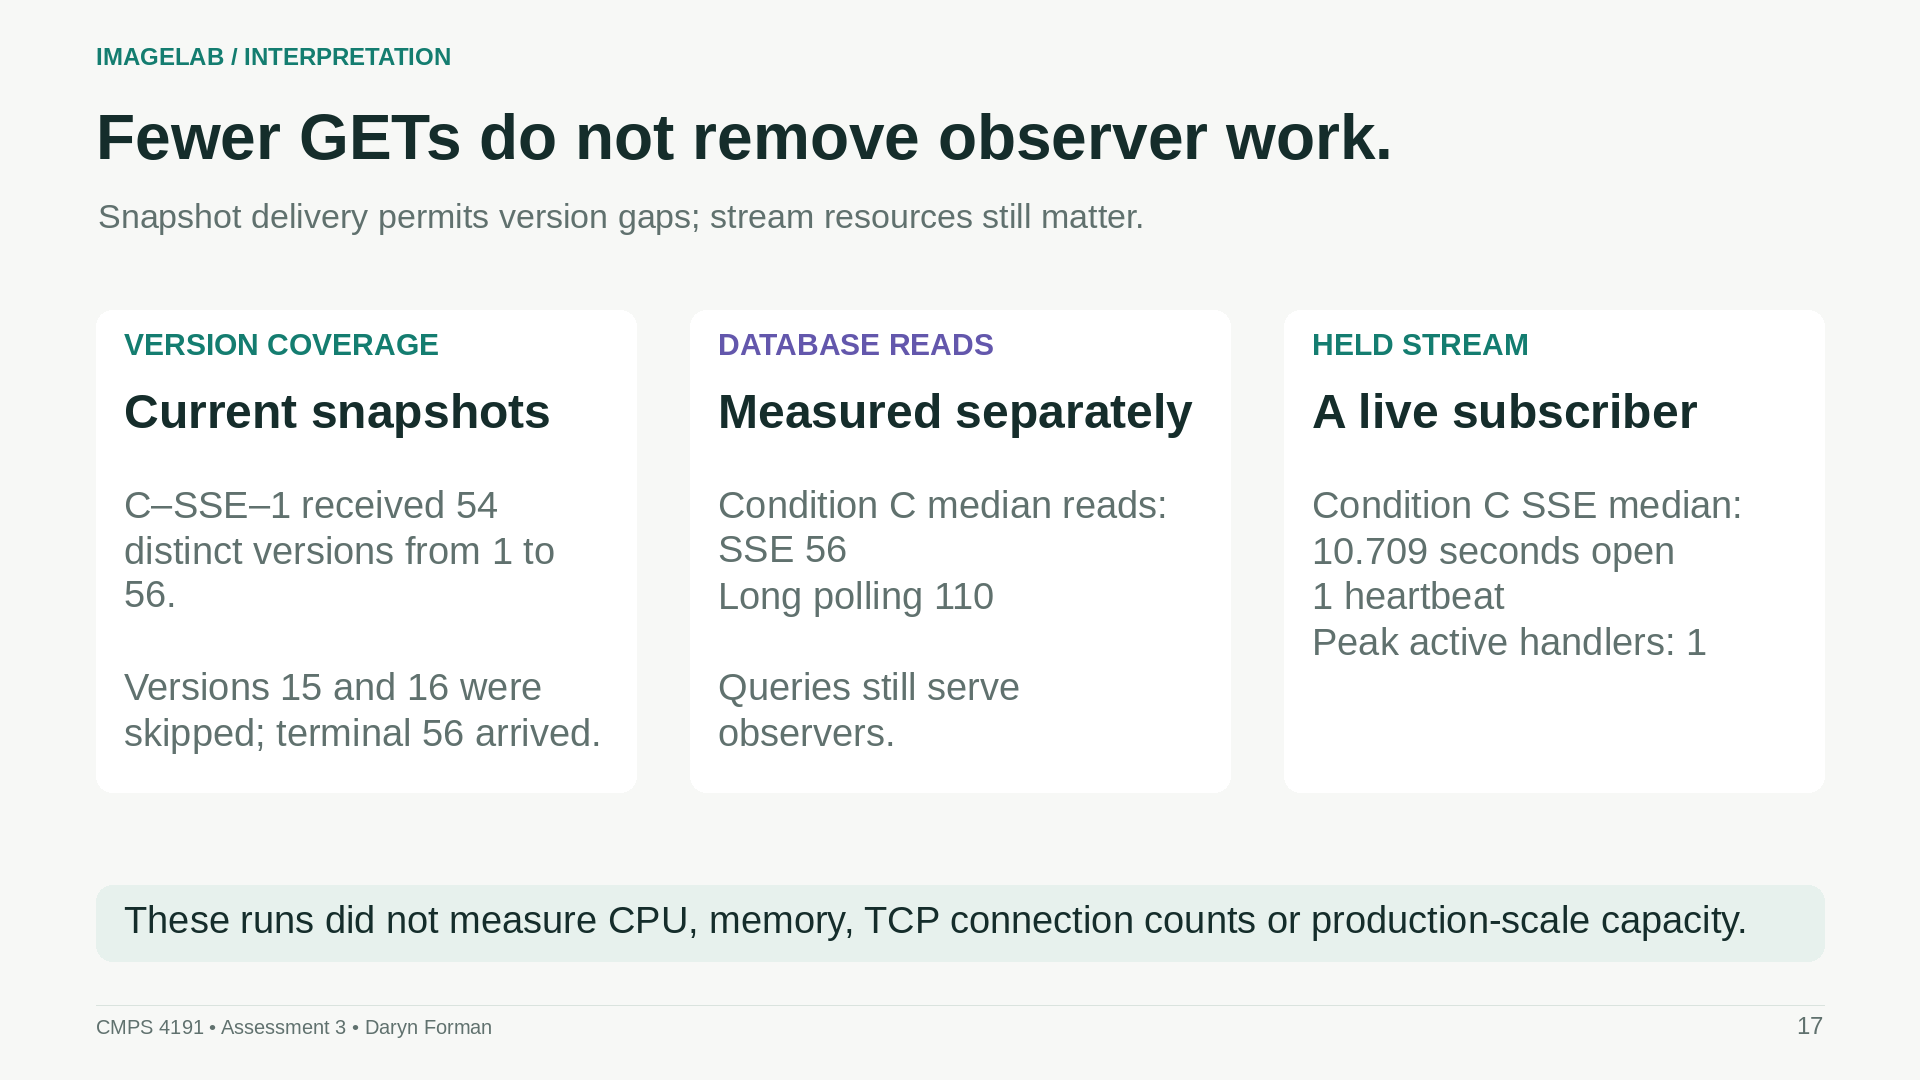 IMAGELAB / INTERPRETATION
Fewer GETs do not remove observer work.
Snapshot delivery permits version gaps; stream resources still matter.
VERSION COVERAGE
Current snapshots
C–SSE–1 received 54
distinct versions from 1 to
56.
Versions 15 and 16 were
skipped; terminal 56 arrived.
DATABASE READS
Measured separately
Condition C median reads:
SSE 56
Long polling 110
Queries still serve
observers.
HELD STREAM
A live subscriber
Condition C SSE median:
10.709 seconds open
1 heartbeat
Peak active handlers: 1
These runs did not measure CPU, memory, TCP connection counts or production-scale capacity.
CMPS 4191 • Assessment 3 • Daryn Forman
17